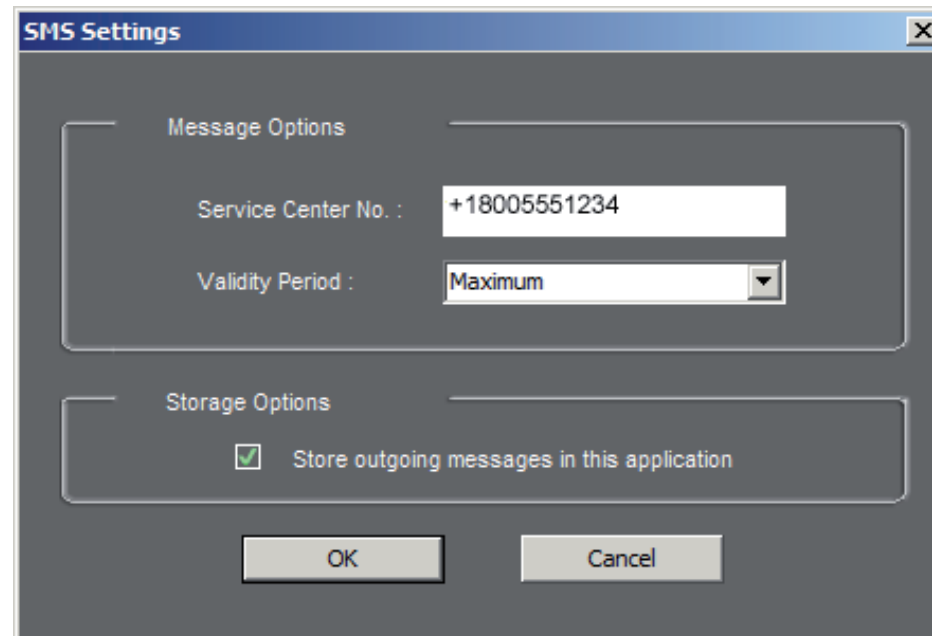 SMS Settings
Message Options
Service Center No. : +18005551234
Validity Period : Maximum
Storage Options
Store outgoing messages in this application
OK Cancel